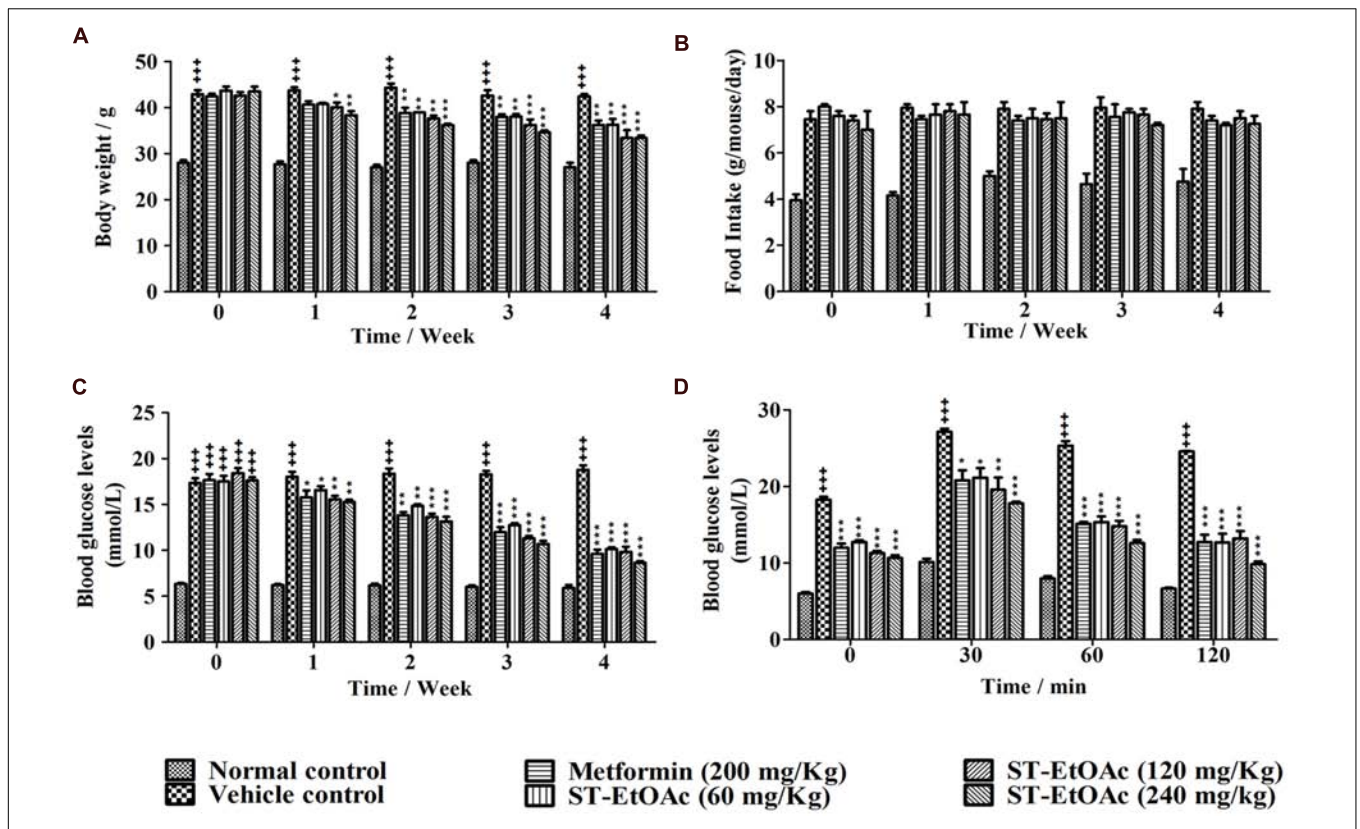 A
Body weight / g
50
40
30
20
10
0
+++ +++ +++ +++ +++
* ** ** * ** *** ** ** *** *** *** *** *** ***
0 1 2 3 4
Time / Week
B
Food Intake (g/mouse/day)
10
8
6
4
2
0
0 1 2 3 4
Time / Week
C
Blood glucose levels
(mmol/L)
25
20
15
10
5
0
+++ +++ +++ +++ +++ +++ +++ +++ +++
0 1 2 3 4
Time / Week
D
Blood glucose levels
(mmol/L)
30
20
10
0
+++ +++ +++ +++
0 30 60 120
Time / min
Normal control
Vehicle control
Metformin (200 mg/Kg)
ST-EtOAc (60 mg/Kg)
ST-EtOAc (120 mg/Kg)
ST-EtOAc (240 mg/kg)